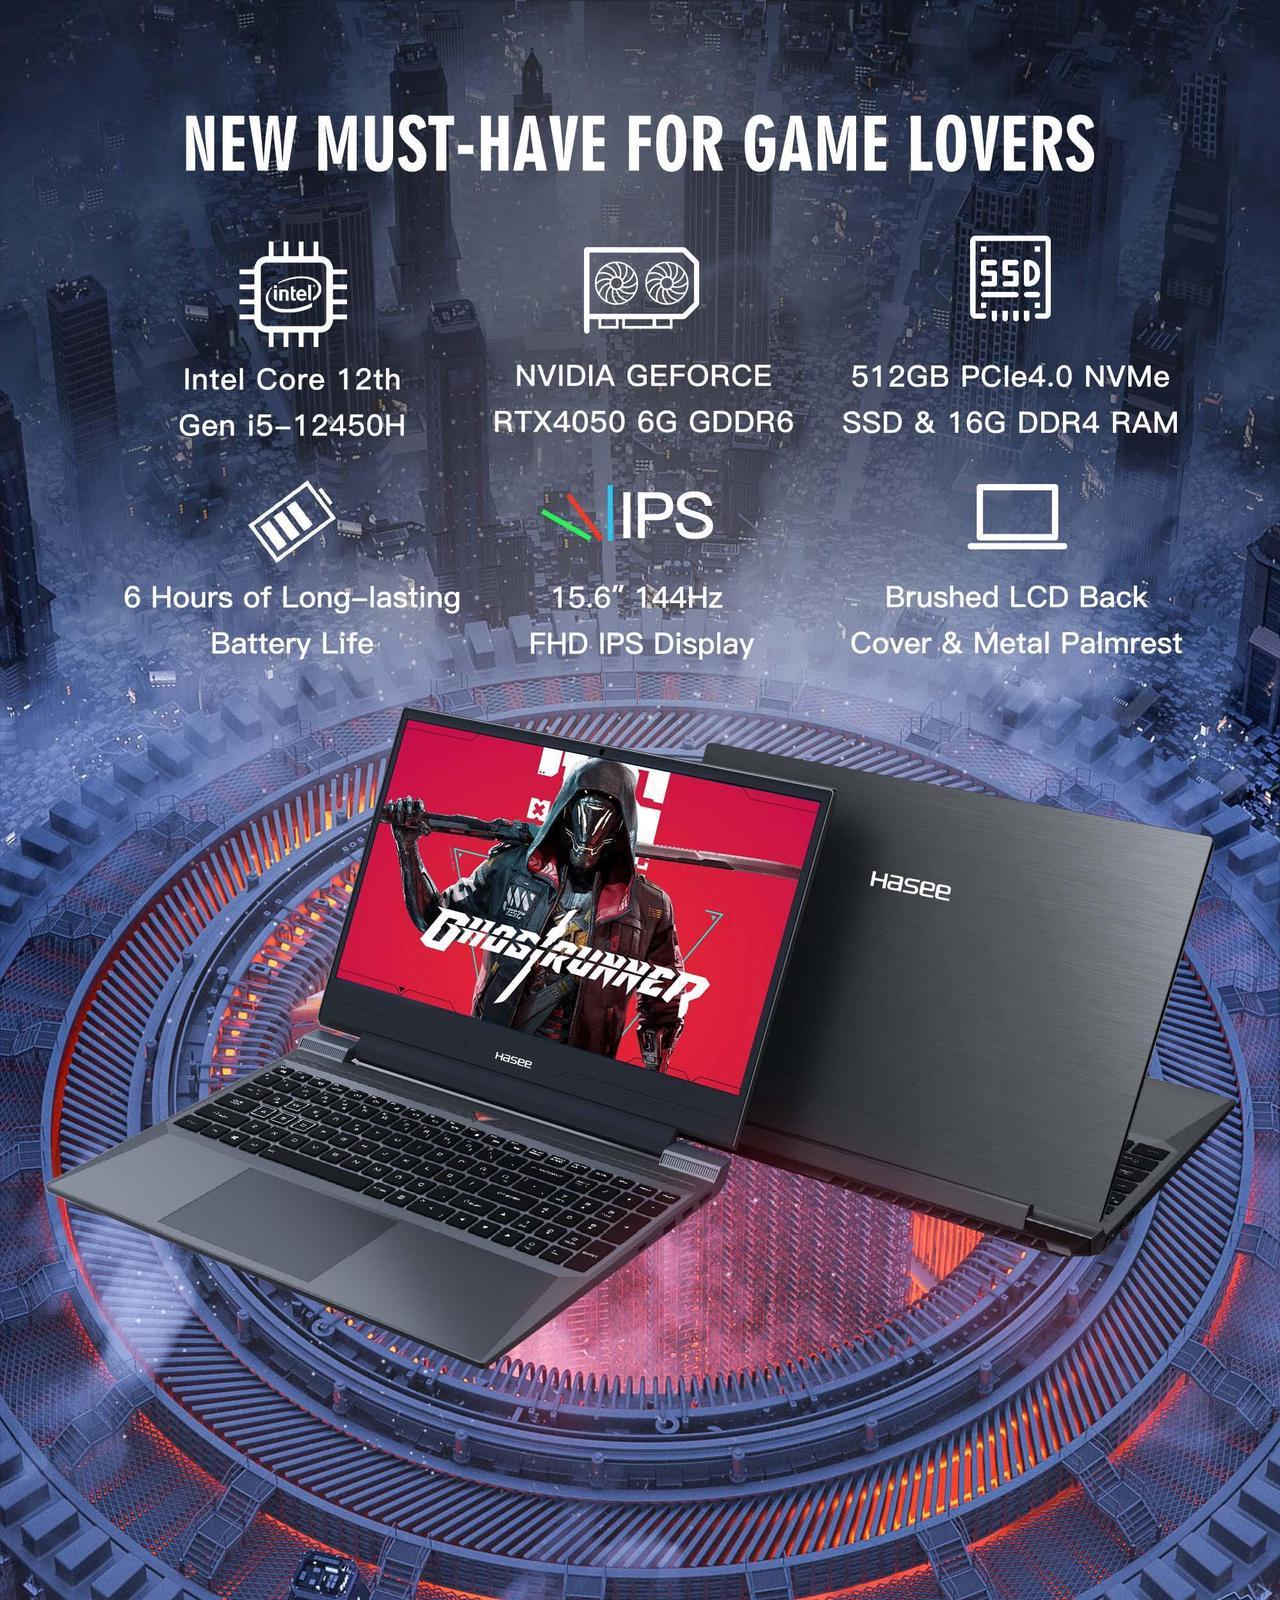 NEW MUST-HAVE FOR GAME LOVERS
intel
SSD
Intel Core 12th
Gen i5-12450H
NVIDIA GEFORCE
RTX4050 6G GDDR6
512GB PCIe4.0 NVMe
SSD & 16G DDR4 RAM
IPS
6 Hours of Long-lasting
Battery Life
15.6” 144Hz
FHD IPS Display
Brushed LCD Back
Cover & Metal Palmrest
Hasee
GHOSTRUNNER
Hasee